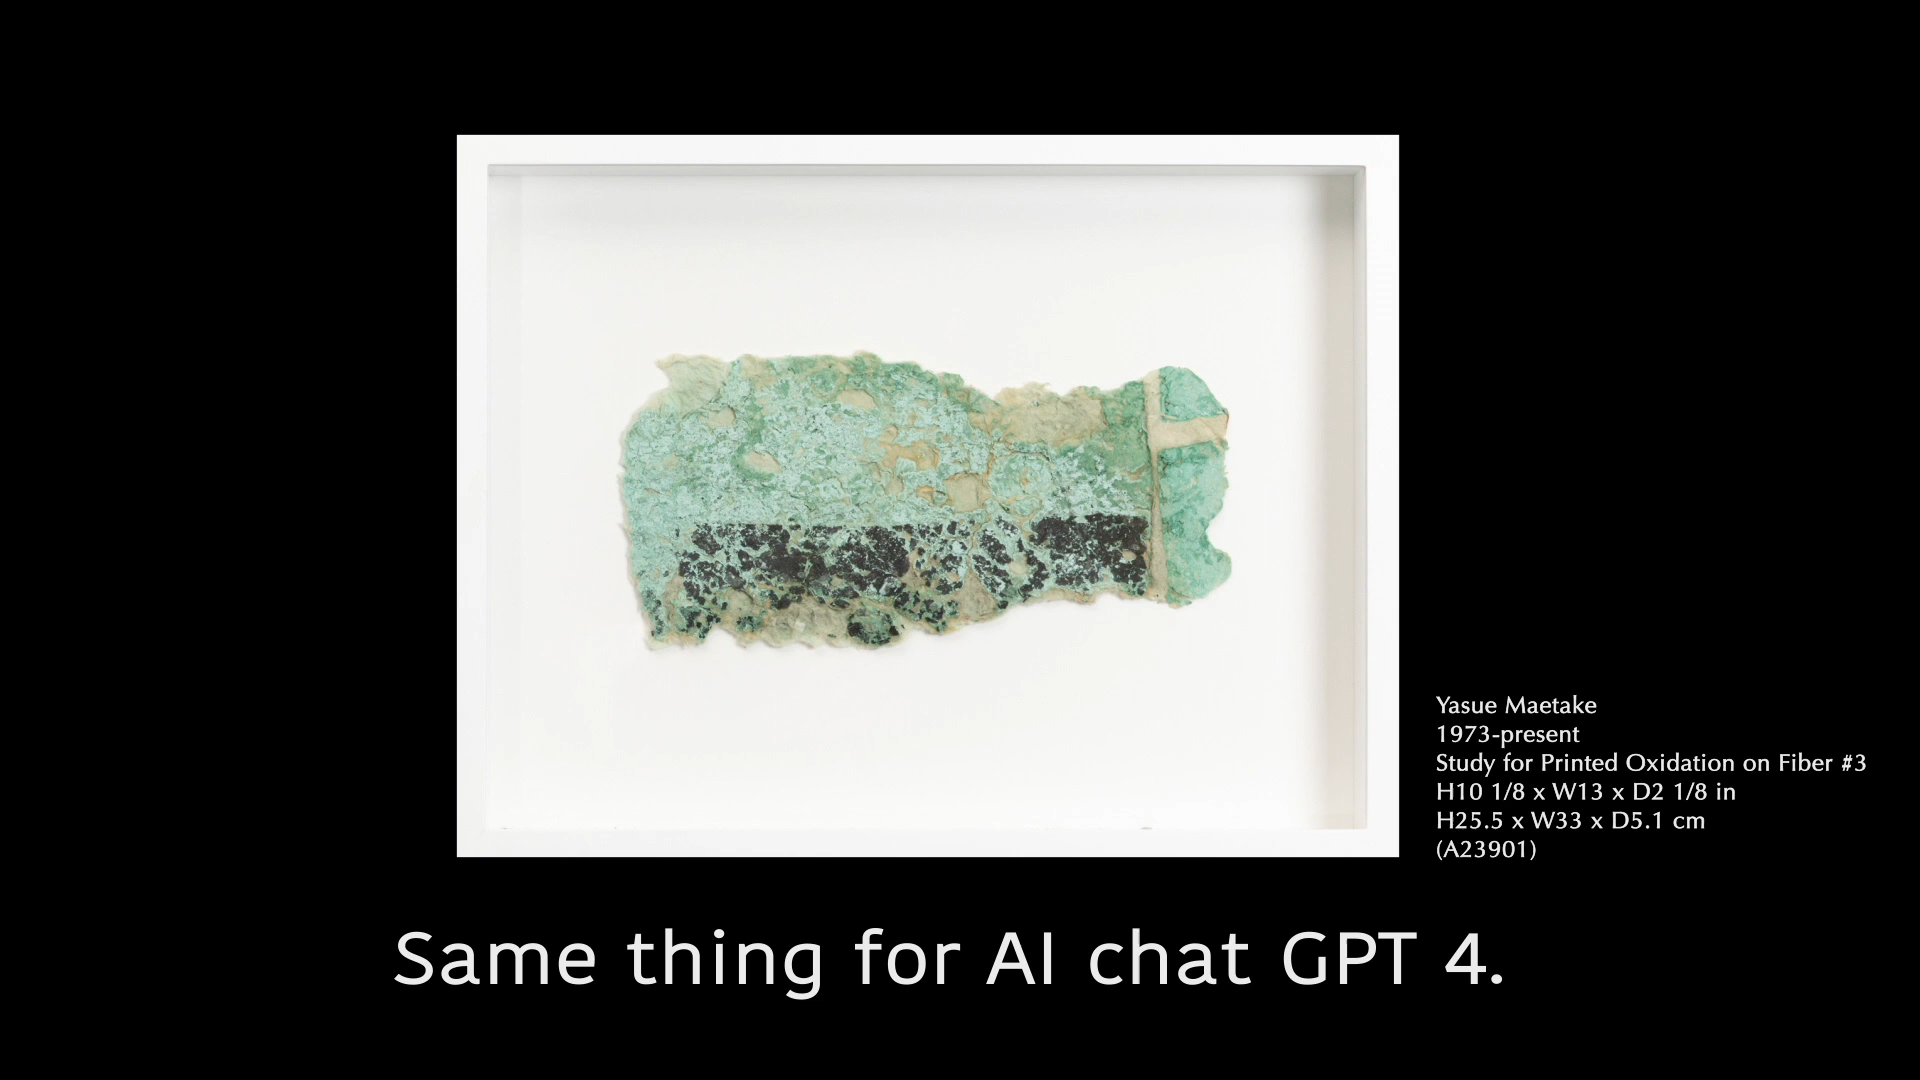 Yasue Maetake
1973-present
Study for Printed Oxidation on Fiber #3
H10 1/8 x W13 x D2 1/8 in
H25.5 x W33 x D5.1 cm
(A23901)
Same thing for AI chat GPT 4.